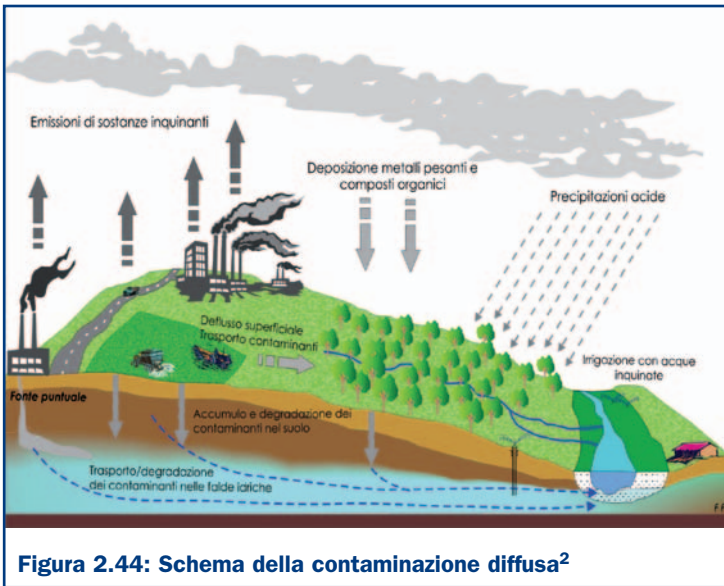 Emissioni di sostanze inquinanti
Deposizione metalli pesanti e
composti organici
Precipitazioni acide
Deflusso superficiale
Trasporto contaminanti
Irrigazione con acque
inquinate
Fonte puntuale
Accumulo e degradazione dei
contaminanti nel suolo
Trasporto/degradazione
dei contaminanti nelle falde idriche
Figura 2.44: Schema della contaminazione diffusa²